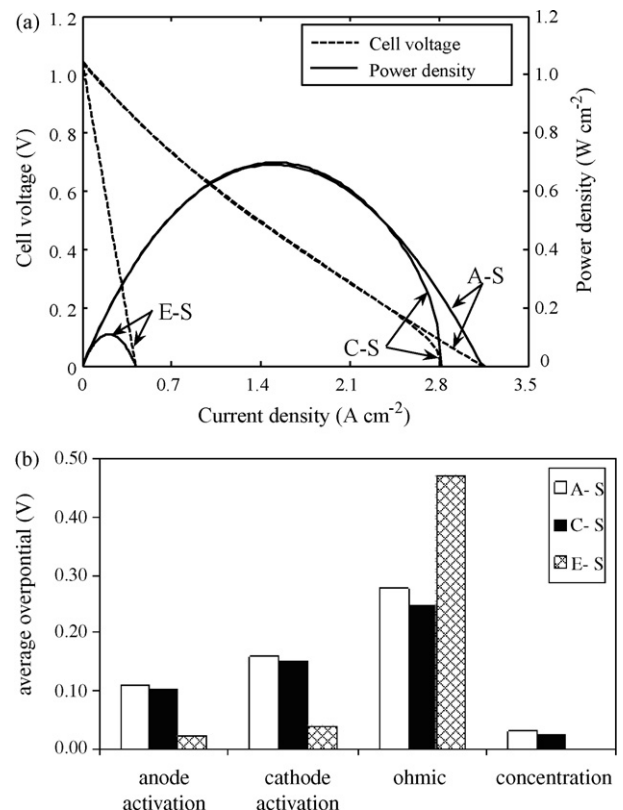 (a)
Cell voltage
Power density
1.2
1.0
0.8
0.6
0.4
0.2
0
Cell voltage (V)
1.2
1.0
0.8
0.6
0.4
0.2
0
Power density (W cm-2)
E-S
C-S
A-S
0 0.7 1.4 2.1 2.8 3.5
Current density (A cm-2)
(b)
0.50
0.40
0.30
0.20
0.10
0.00
average overpontial (V)
A- S
C- S
E- S
anode activation
cathode activation
ohmic
concentration